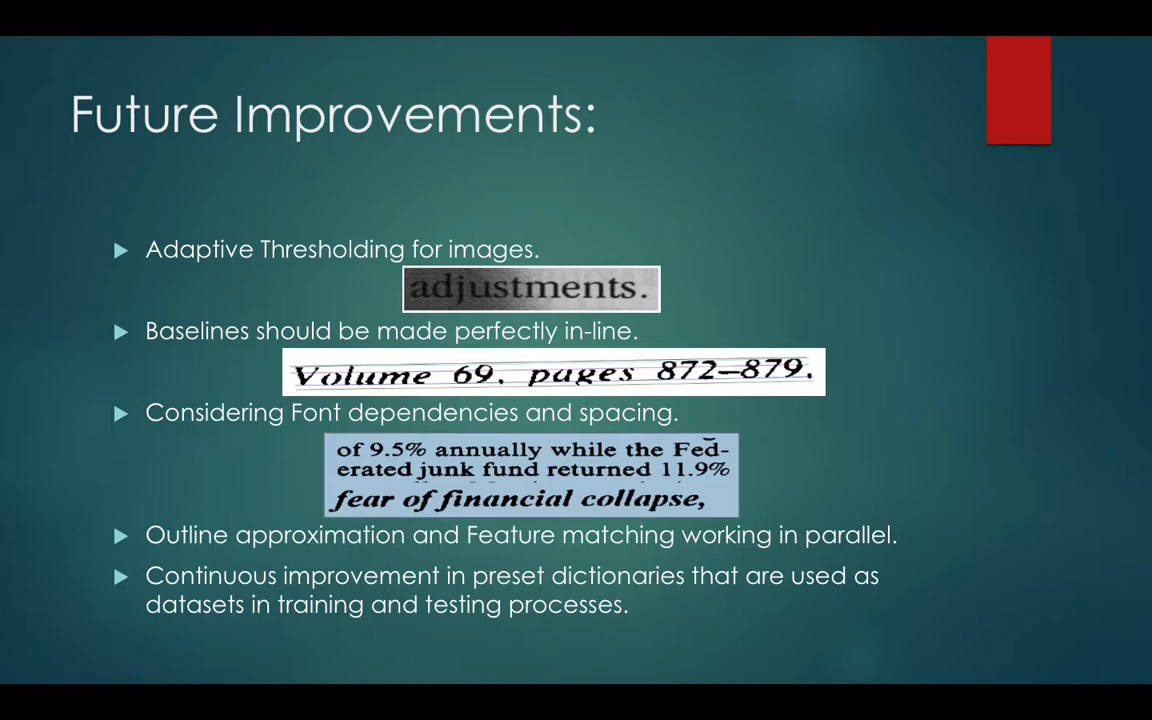 Future Improvements:
Adaptive Thresholding for images.
adjustments.
Baselines should be made perfectly in-line.
Volume 69, pages 872–879.
Considering Font dependencies and spacing.
of 9.5% annually while the Fed-
erated junk fund returned 11.9%
fear of financial collapse,
Outline approximation and Feature matching working in parallel.
Continuous improvement in preset dictionaries that are used as
datasets in training and testing processes.